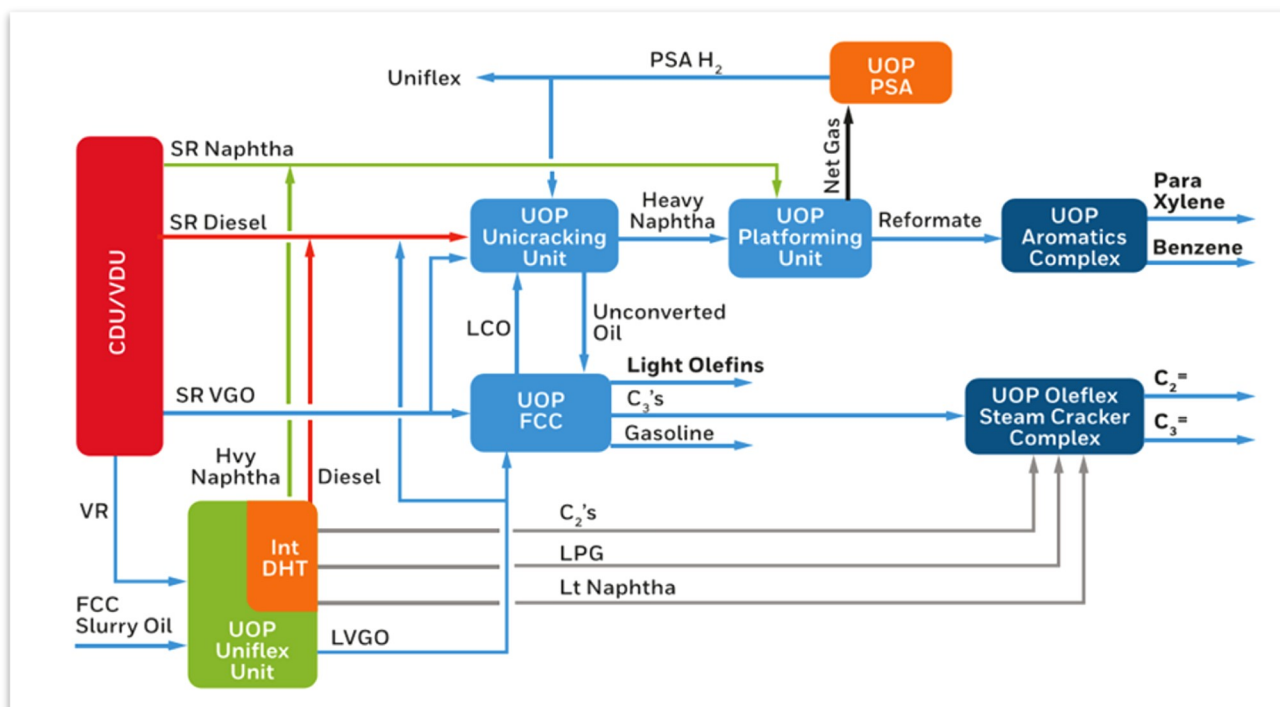 PSA H₂
Uniflex
UOP
PSA
Net Gas
SR Naphtha
SR Diesel
CDU/VDU
UOP
Unicracking
Unit
Heavy
Naphtha
UOP
Platforming
Unit
Reformate
UOP
Aromatics
Complex
Para
Xylene
Benzene
LCO
Unconverted
Oil
SR VGO
UOP
FCC
Light Olefins
C₃’s
Gasoline
UOP Oleflex
Steam Cracker
Complex
C₂=
C₃=
Hvy
Naphtha
Diesel
VR
Int
DHT
C₂’s
LPG
Lt Naphtha
FCC
Slurry Oil
UOP
Uniflex
Unit
LVGO